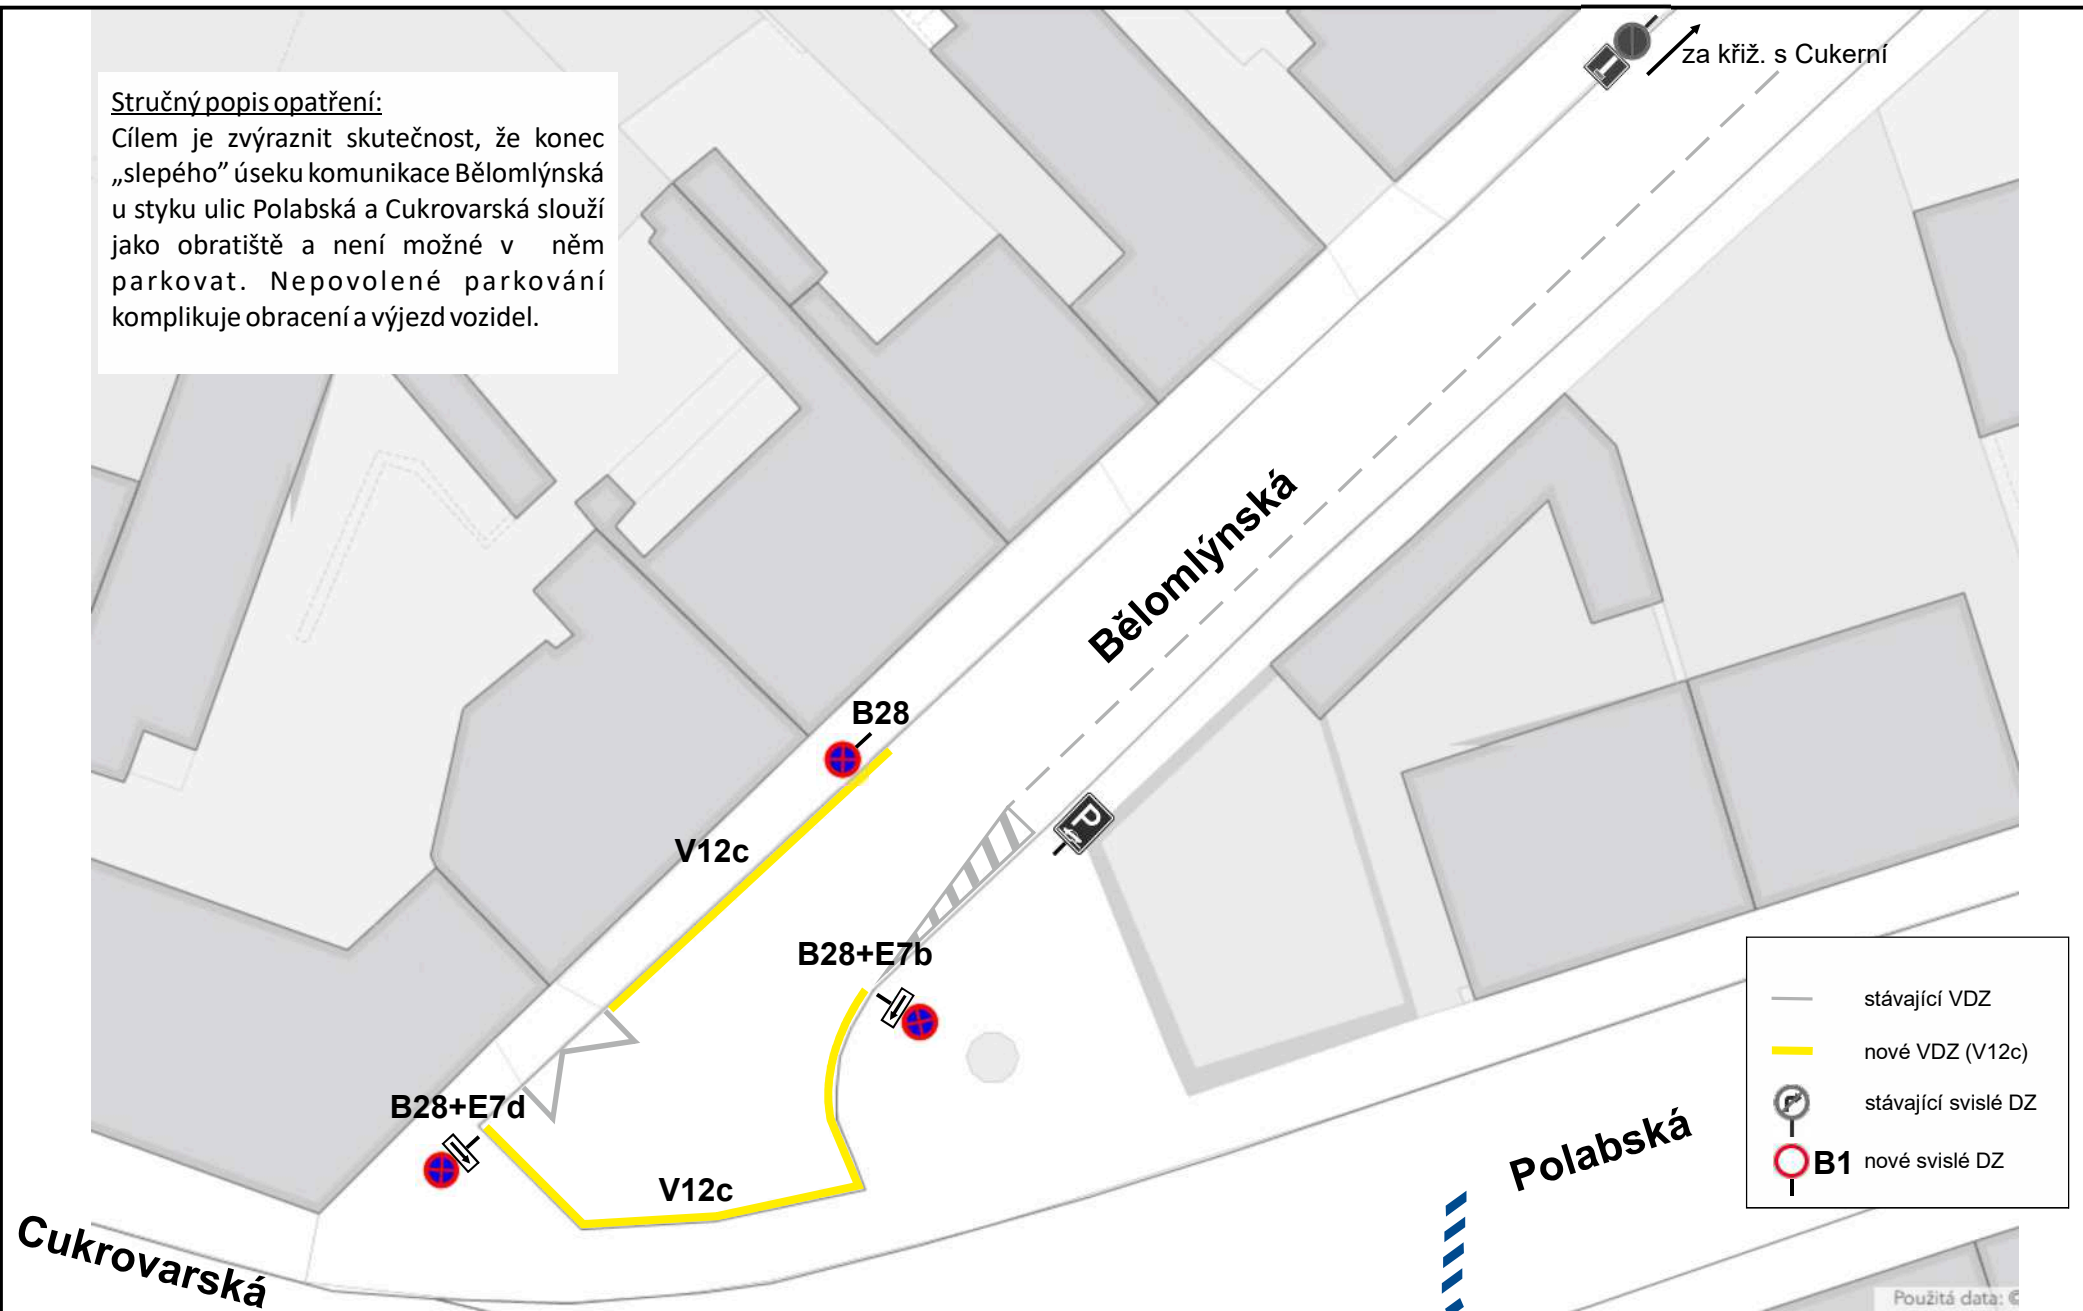 za křiž. s Cukerní
Stručný popis opatření:
Cílem je zvýraznit skutečnost, že konec
„slepého” úseku komunikace Bělomlýnská
u styku ulic Polabská a Cukrovarská slouží
jako obratiště a není možné v něm
parkovat. Nepovolené parkování
komplikuje obracení a výjezd vozidel.
Bělomlýnská
B28
P
V12c
B28+E7b
B28+E7d
V12c
Polabská
Cukrovarská
stávající VDZ
nové VDZ (V12c)
stávající svislé DZ
B1 nové svislé DZ
Použitá data: ©